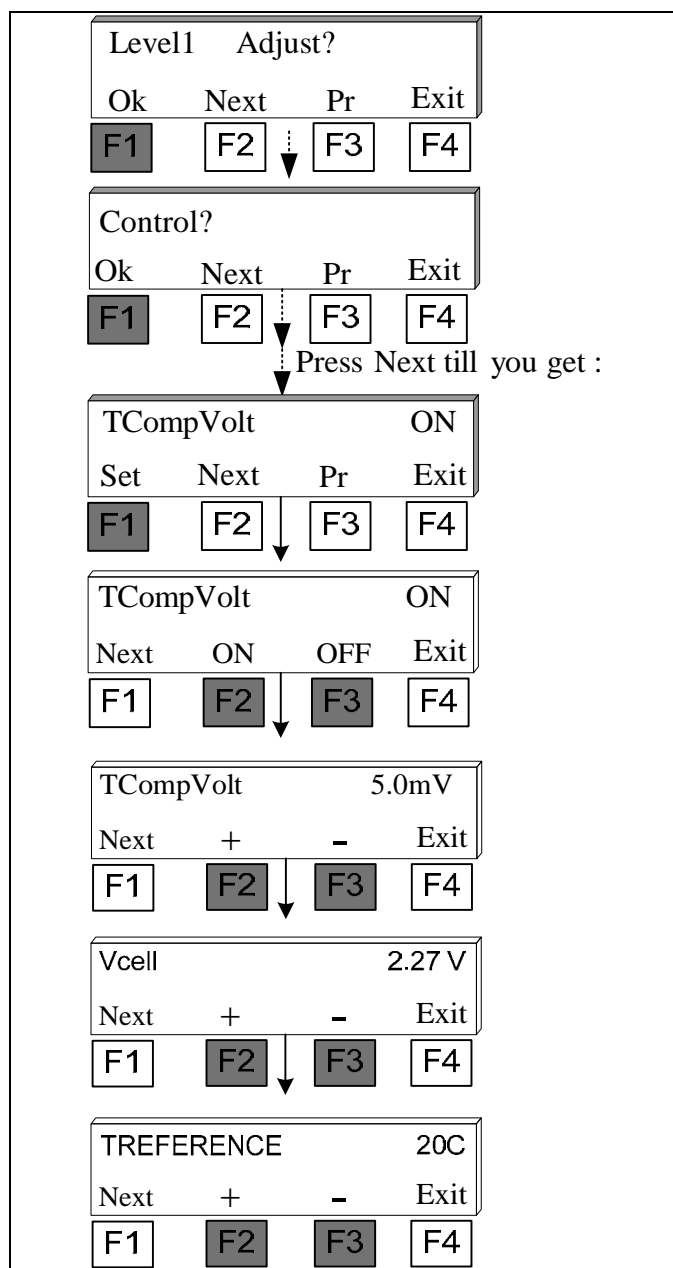 Level1 Adjust?
Ok Next Pr Exit
F1 F2 F3 F4
Control?
Ok Next Pr Exit
F1 F2 F3 F4
Press Next till you get :
TCompVolt ON
Set Next Pr Exit
F1 F2 F3 F4
TCompVolt ON
Next ON OFF Exit
F1 F2 F3 F4
TCompVolt 5.0mV
Next + - Exit
F1 F2 F3 F4
Vcell 2.27 V
Next + - Exit
F1 F2 F3 F4
TREFERENCE 20C
Next + - Exit
F1 F2 F3 F4